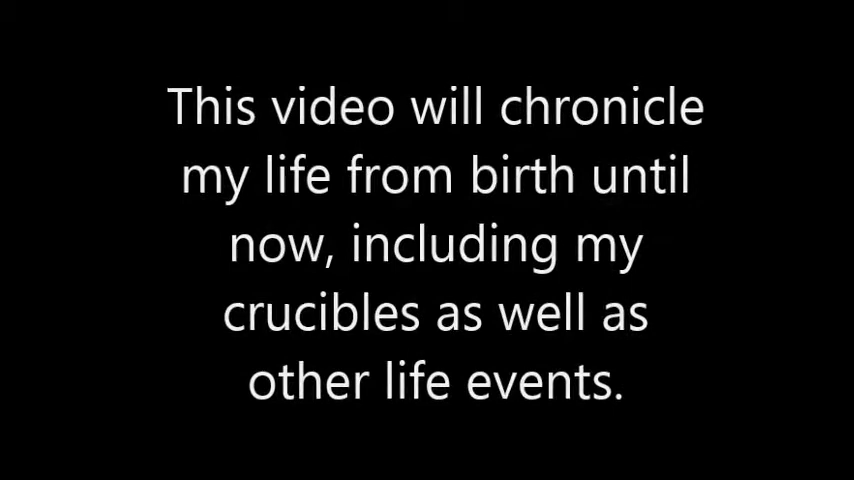 This video will chronicle
my life from birth until
now, including my
crucibles as well as
other life events.